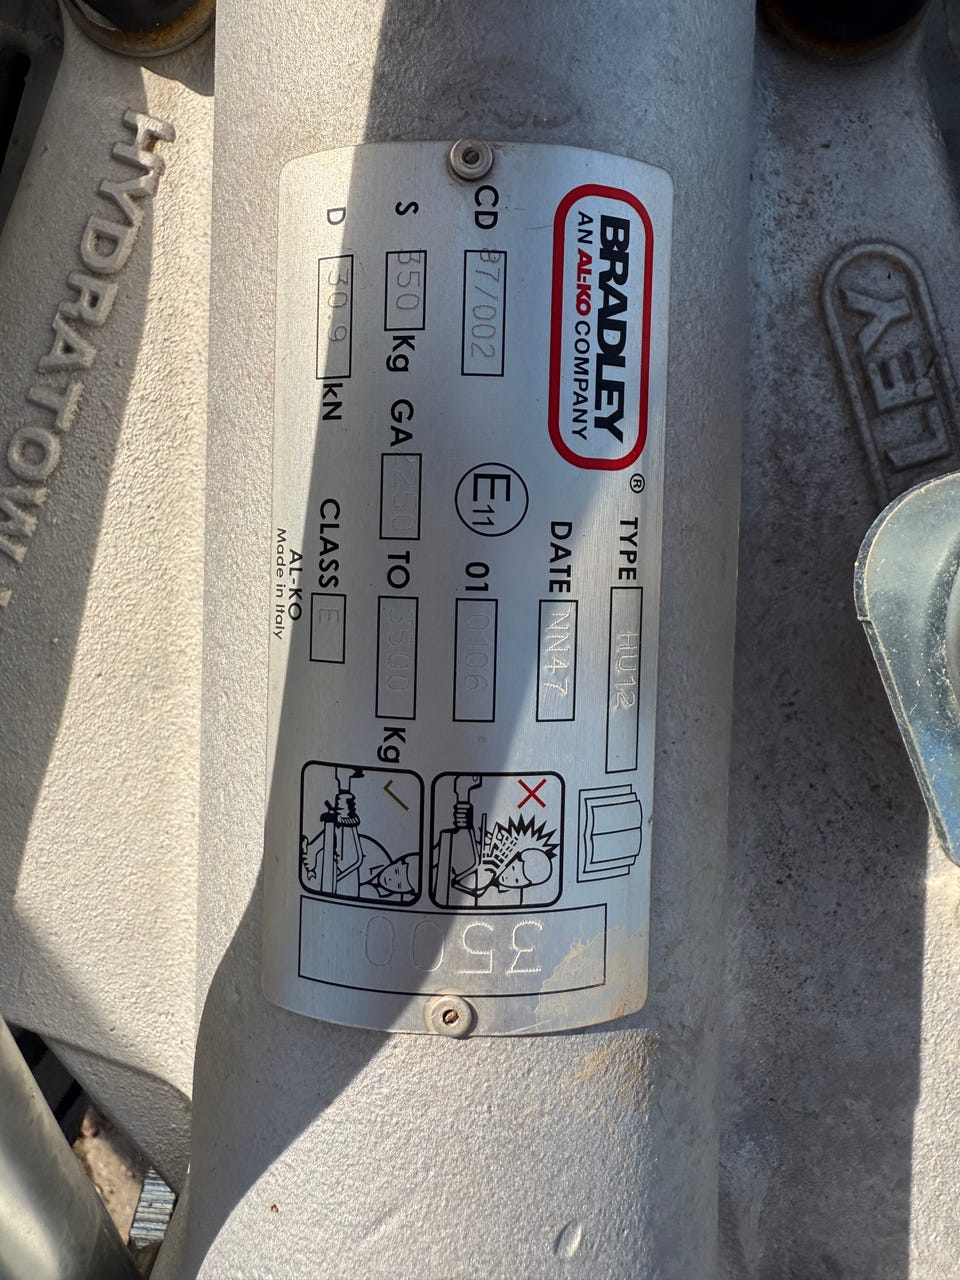 BRADLEY ®
AN AL-KO COMPANY
TYPE HU12
DATE NN47
CD 87/002 E11 01 0106
S 350 Kg GA 250 TO 3500 Kg
D 30.9 kN CLASS E
AL-KO
Made in Italy
3500
HYDRATOW
LEY